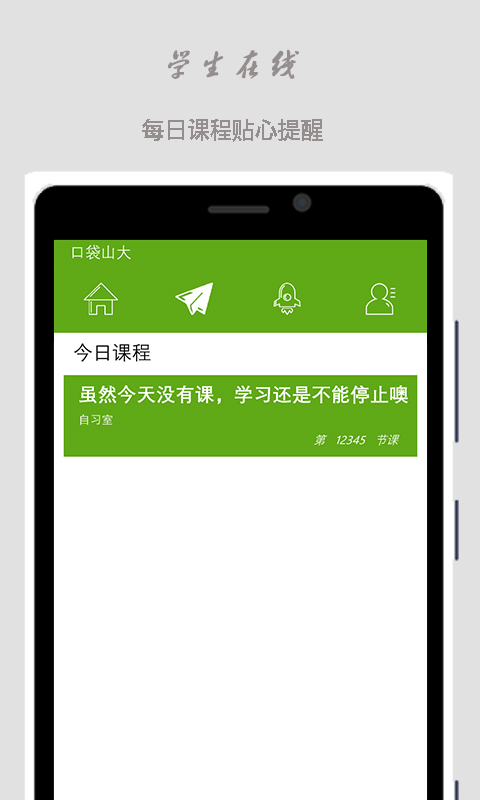 学生在线
每日课程贴心提醒
口袋山大
今日课程
虽然今天没有课，学习还是不能停止噢
自习室
第 12345 节课